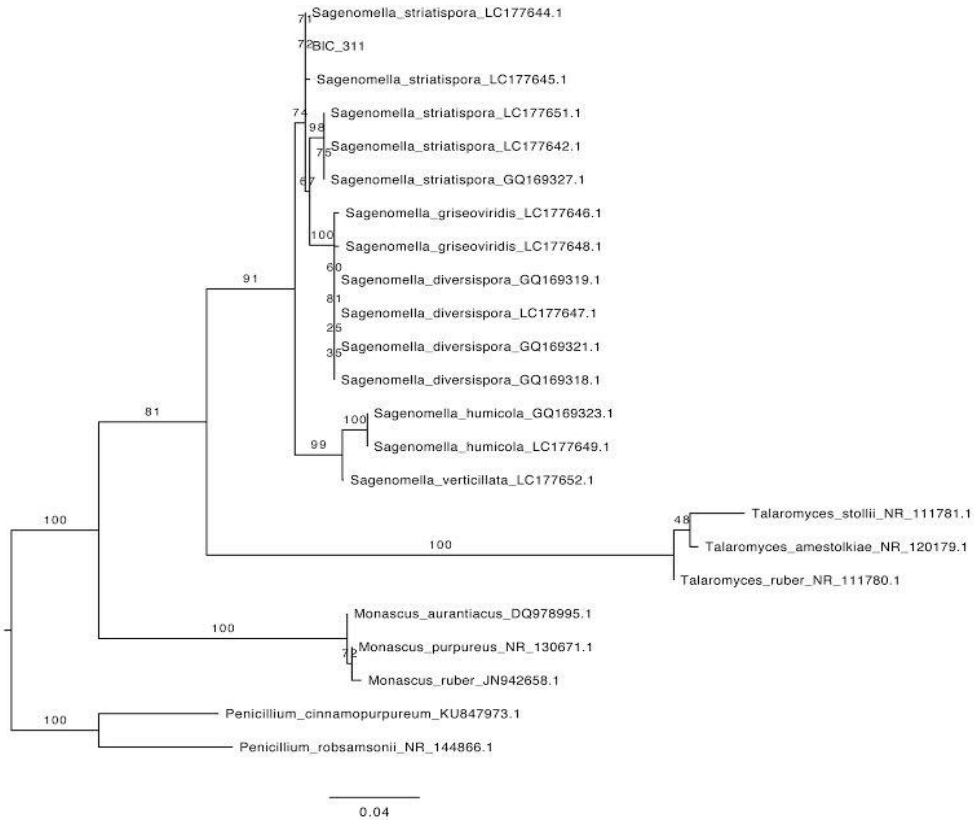 71
Sagenomella_striatispora_LC177644.1
72
BIC_311
Sagenomella_striatispora_LC177645.1
74
Sagenomella_striatispora_LC177651.1
98
Sagenomella_striatispora_LC177642.1
75
Sagenomella_striatispora_GQ169327.1
67
Sagenomella_griseoviridis_LC177646.1
100
Sagenomella_griseoviridis_LC177648.1
60
Sagenomella_diversispora_GQ169319.1
91
81
Sagenomella_diversispora_LC177647.1
25
Sagenomella_diversispora_GQ169321.1
35
Sagenomella_diversispora_GQ169318.1
81
100
Sagenomella_humicola_GQ169323.1
99
Sagenomella_humicola_LC177649.1
Sagenomella_verticillata_LC177652.1
100
48
Talaromyces_stollii_NR_111781.1
100
Talaromyces_amestolkiae_NR_120179.1
Talaromyces_ruber_NR_111780.1
Monascus_aurantiacus_DQ978995.1
100
72
Monascus_purpureus_NR_130671.1
Monascus_ruber_JN942658.1
100
Penicillium_cinnamopurpureum_KU847973.1
Penicillium_robsamsonii_NR_144866.1
0.04